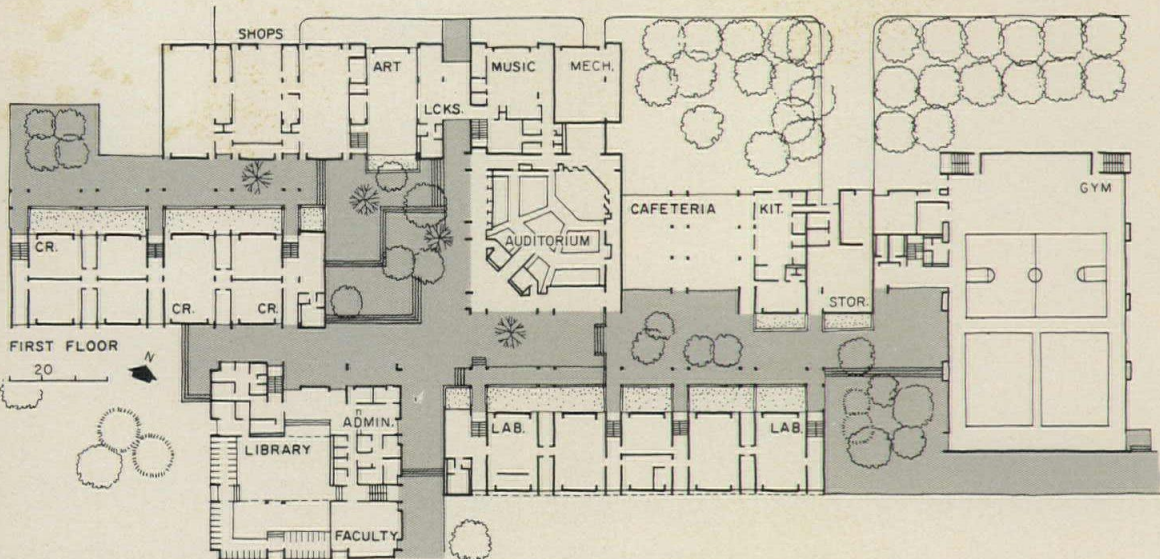 SHOPS
ART
MUSIC
MECH.
LCKS.
GYM
CAFETERIA
KIT.
AUDITORIUM
CR.
CR.
CR.
STOR.
FIRST FLOOR
N
20
ADMIN.
LAB.
LAB.
LIBRARY
FACULTY